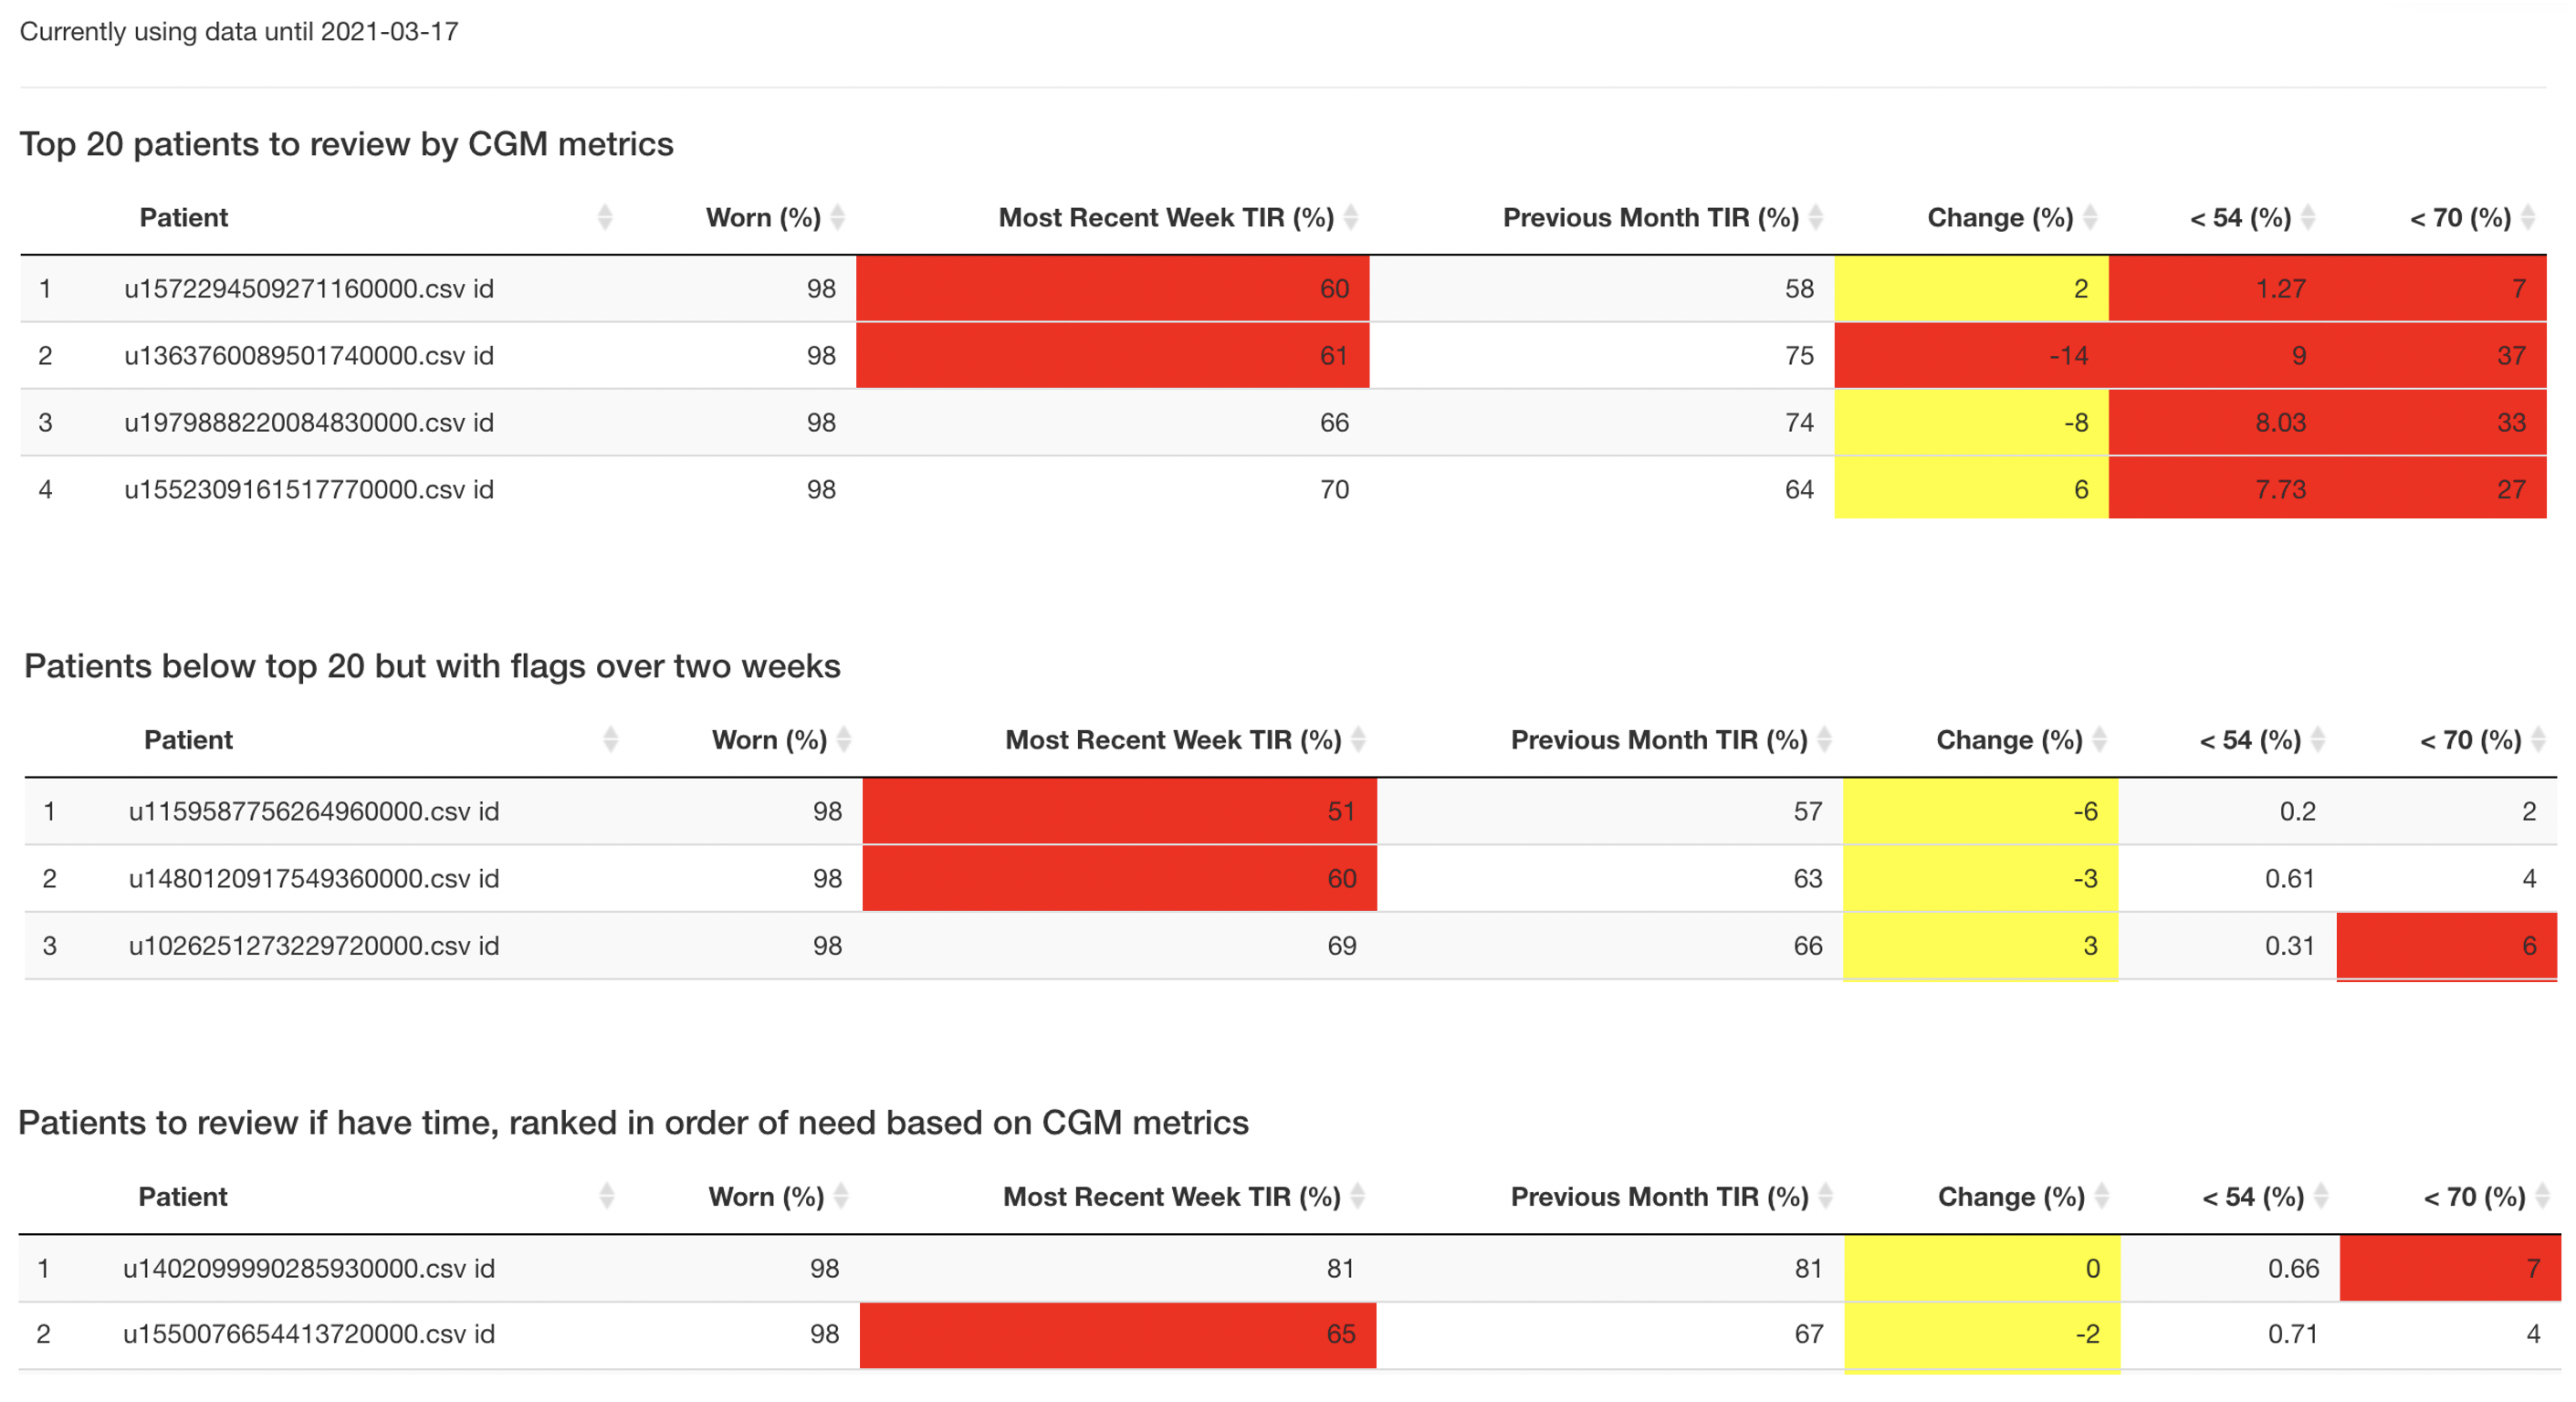 Currently using data until 2021-03-17
Top 20 patients to review by CGM metrics
Patient Worn (%) Most Recent Week TIR (%) Previous Month TIR (%) Change (%) < 54 (%) < 70 (%)
1 u1572294509271160000.csv id 98 60 58 2 1.27 7
2 u1363760089501740000.csv id 98 61 75 -14 9 37
3 u1979888220084830000.csv id 98 66 74 -8 8.03 33
4 u1552309161517770000.csv id 98 70 64 6 7.73 27
Patients below top 20 but with flags over two weeks
Patient Worn (%) Most Recent Week TIR (%) Previous Month TIR (%) Change (%) < 54 (%) < 70 (%)
1 u1159587756264960000.csv id 98 51 57 -6 0.2 2
2 u1480120917549360000.csv id 98 60 63 -3 0.61 4
3 u1026251273229720000.csv id 98 69 66 3 0.31 6
Patients to review if have time, ranked in order of need based on CGM metrics
Patient Worn (%) Most Recent Week TIR (%) Previous Month TIR (%) Change (%) < 54 (%) < 70 (%)
1 u1402099990285930000.csv id 98 81 81 0 0.66 7
2 u1550076654413720000.csv id 98 65 67 -2 0.71 4